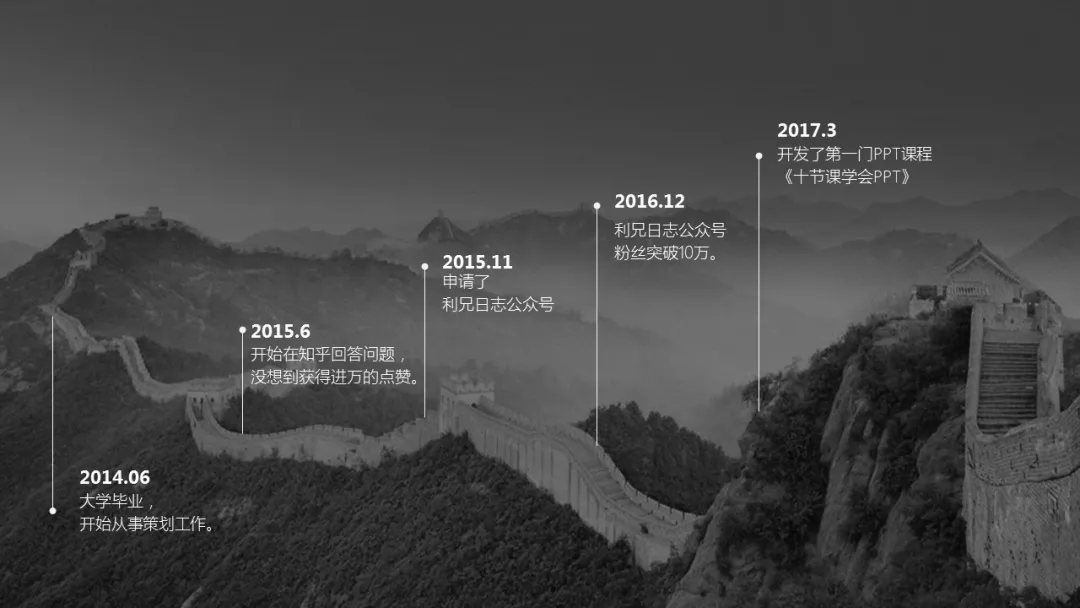 2014.06
大学毕业，
开始从事策划工作。
2015.6
开始在知乎回答问题，
没想到获得进万的点赞。
2015.11
申请了
利兄日志公众号
2016.12
利兄日志公众号
粉丝突破10万。
2017.3
开发了第一门PPT课程
《十节课学会PPT》